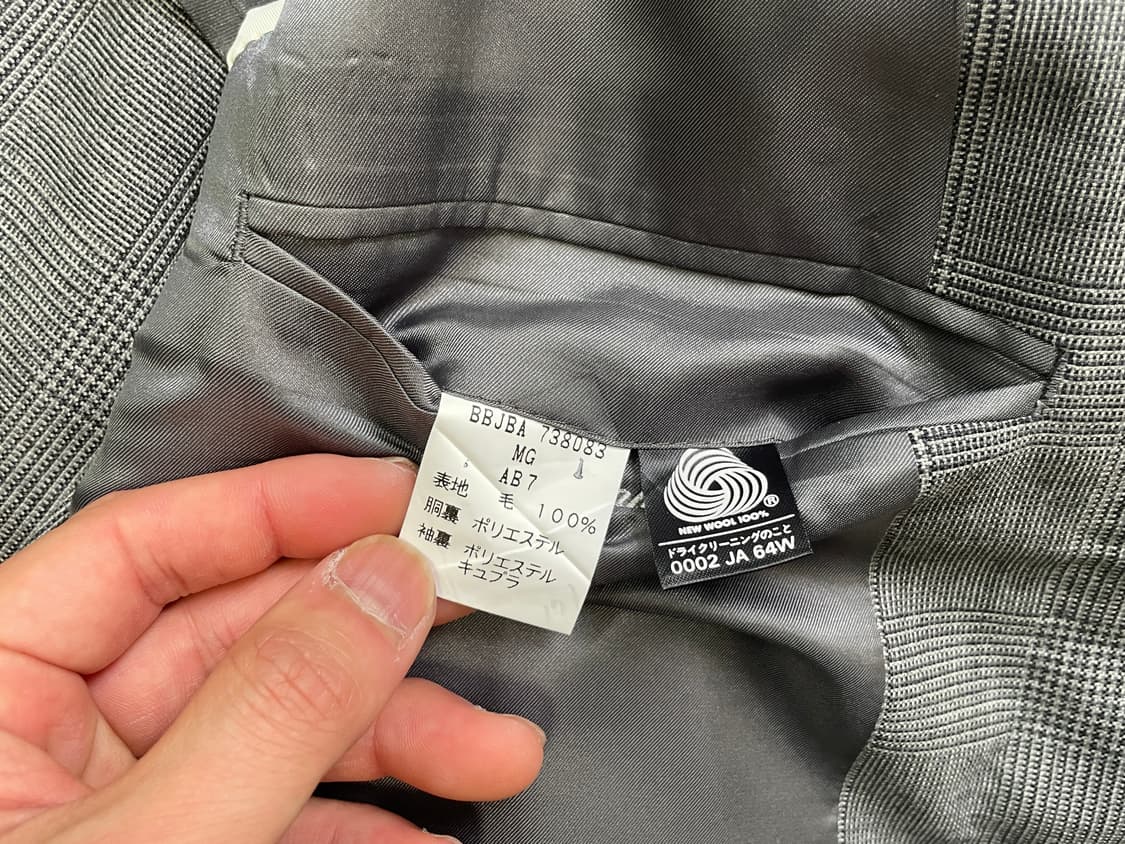 BBJBA 738083
MG 1
AB7
表地 毛 100%
胴裏 ポリエステル
袖裏 ポリエステル
キュプラ
®
NEW WOOL 100%
ドライクリーニングのこと
0002 JA 64W